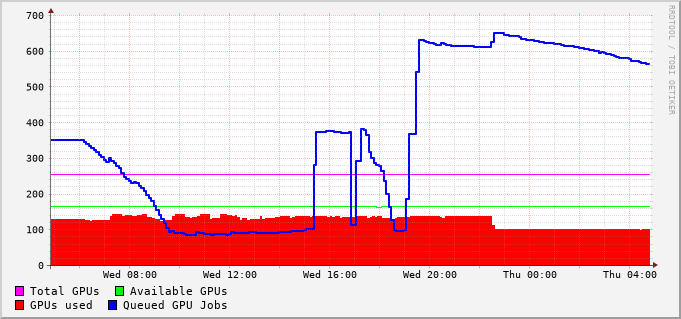 700
600
500
400
300
200
100
0
Wed 08:00 Wed 12:00 Wed 16:00 Wed 20:00 Thu 00:00 Thu 04:00
Total GPUs Available GPUs
GPUs used Queued GPU Jobs
RRDTOOL / TOBI OETIKER